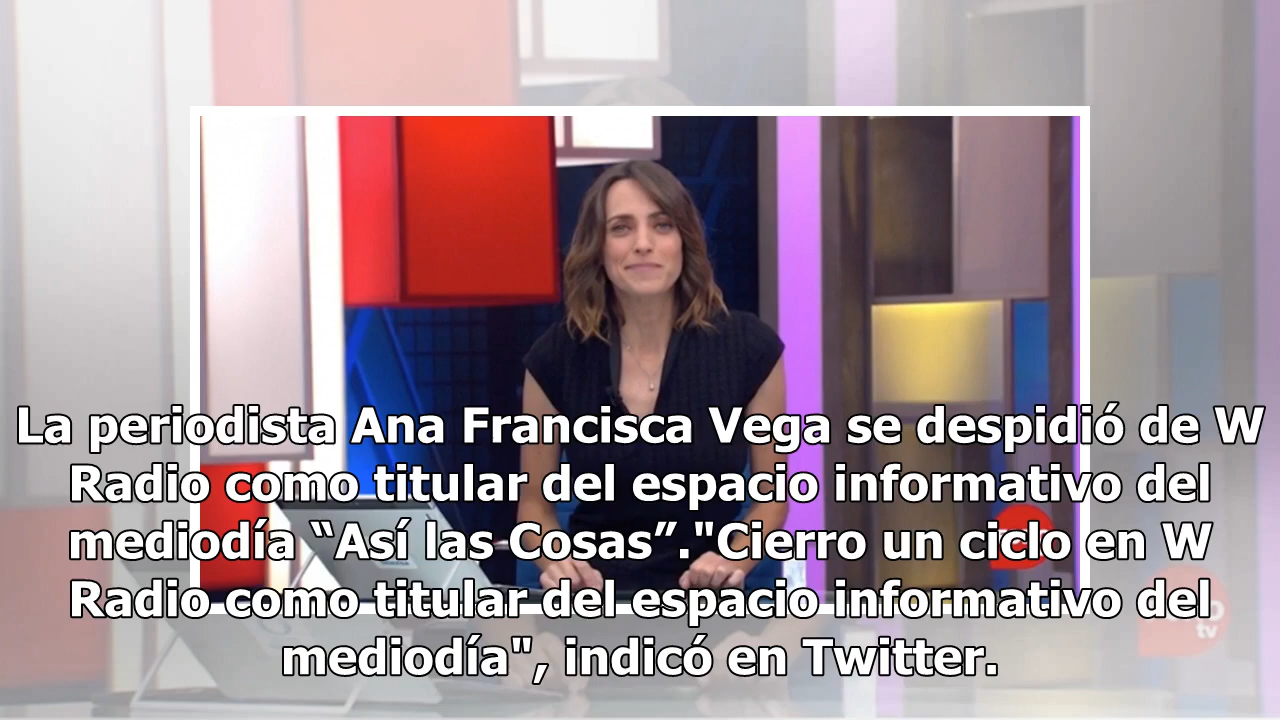 La periodista Ana Francisca Vega se despidió de W
Radio como titular del espacio informativo del
mediodía “Así las Cosas”."Cierro un ciclo en W
Radio como titular del espacio informativo del
mediodía", indicó en Twitter.
tv